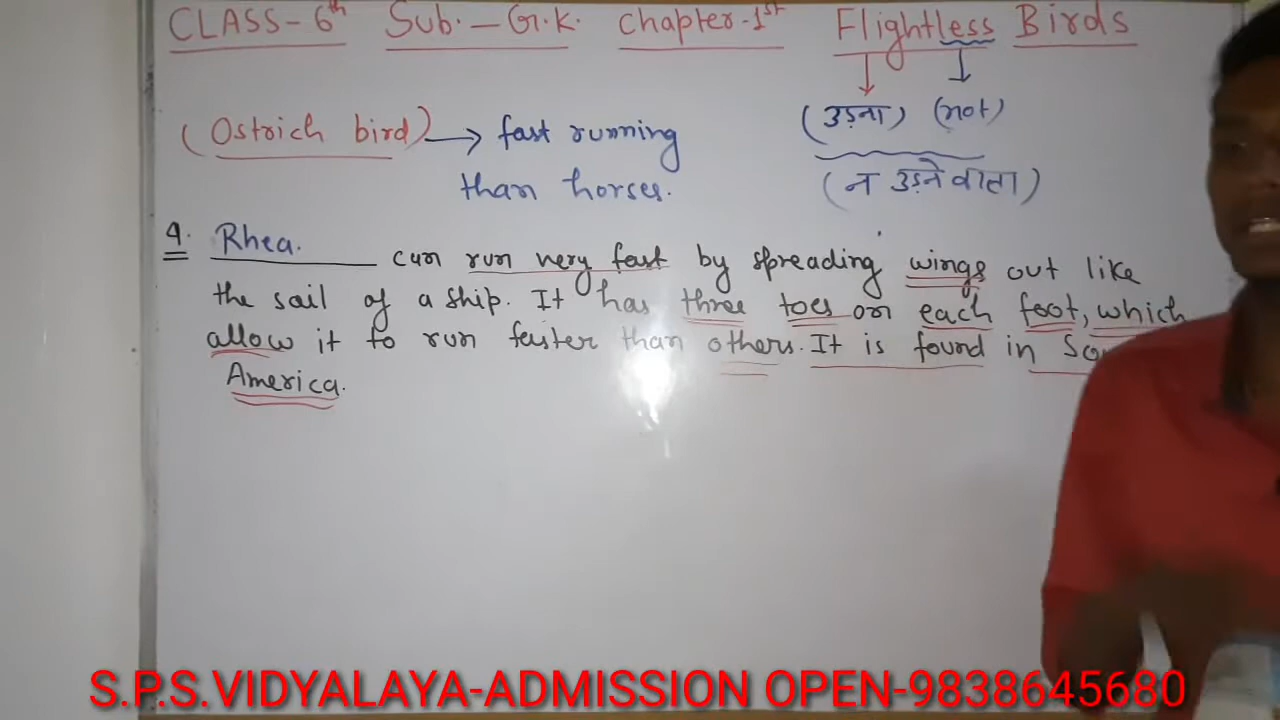 CLASS-6th Sub.-G.K. Chapter-1st Flightless Birds
(उड़ना) (not)
(Ostrich bird) → fast running
than horses.
(न उड़ने वाला)
4. Rhea. can run very fast by spreading wings out like
the sail of a ship. It has three toes on each foot, which
allow it to run faster than others. It is found in
America.
S.P.S.VIDYALAYA-ADMISSION OPEN-9838645680